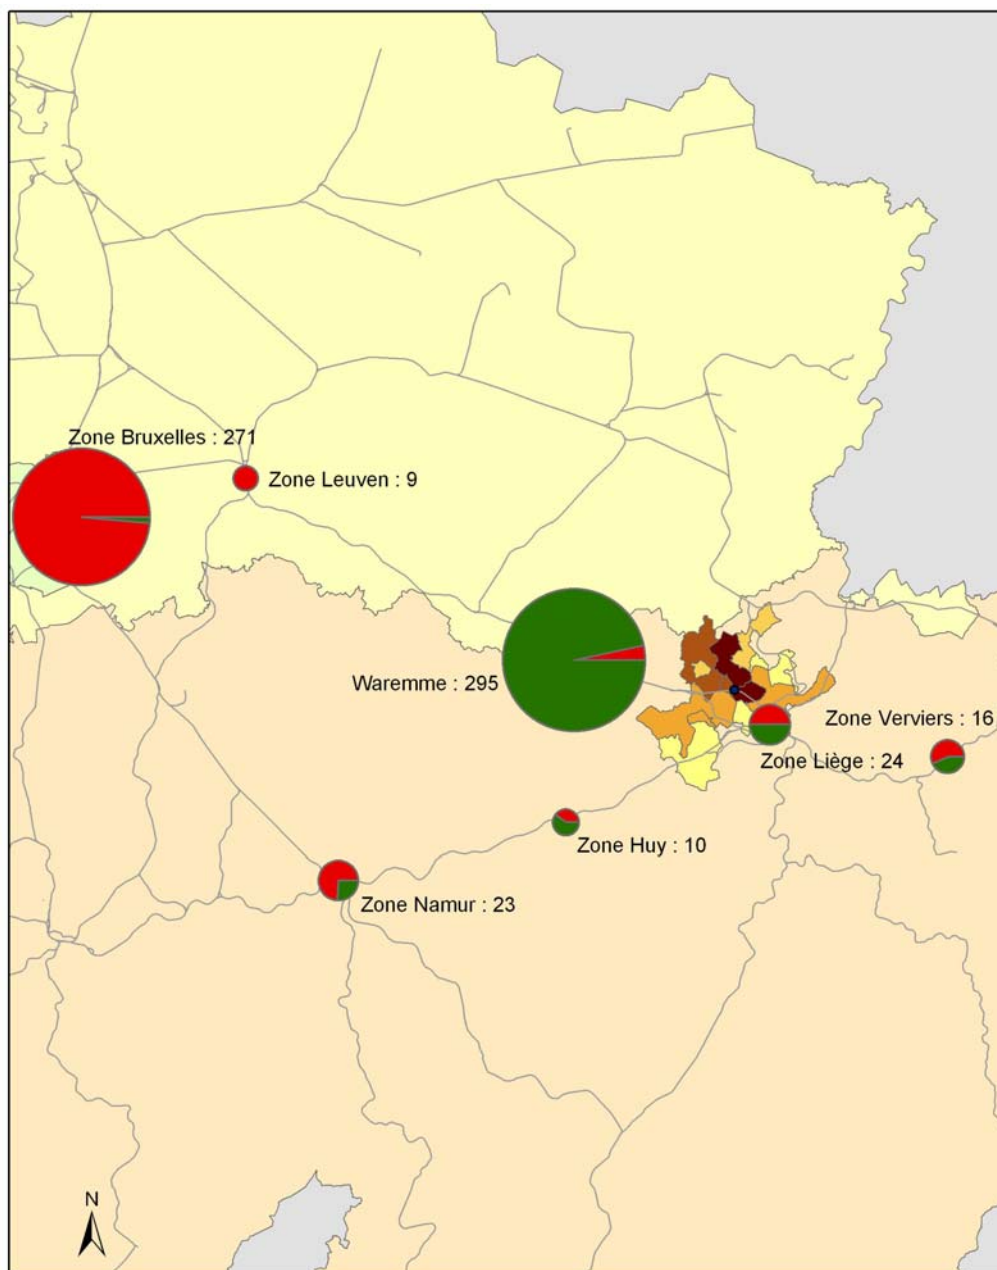 Zone Bruxelles : 271
Zone Leuven : 9
Waremme : 295
Zone Verviers : 16
Zone Liège : 24
Zone Huy : 10
Zone Namur : 23
N